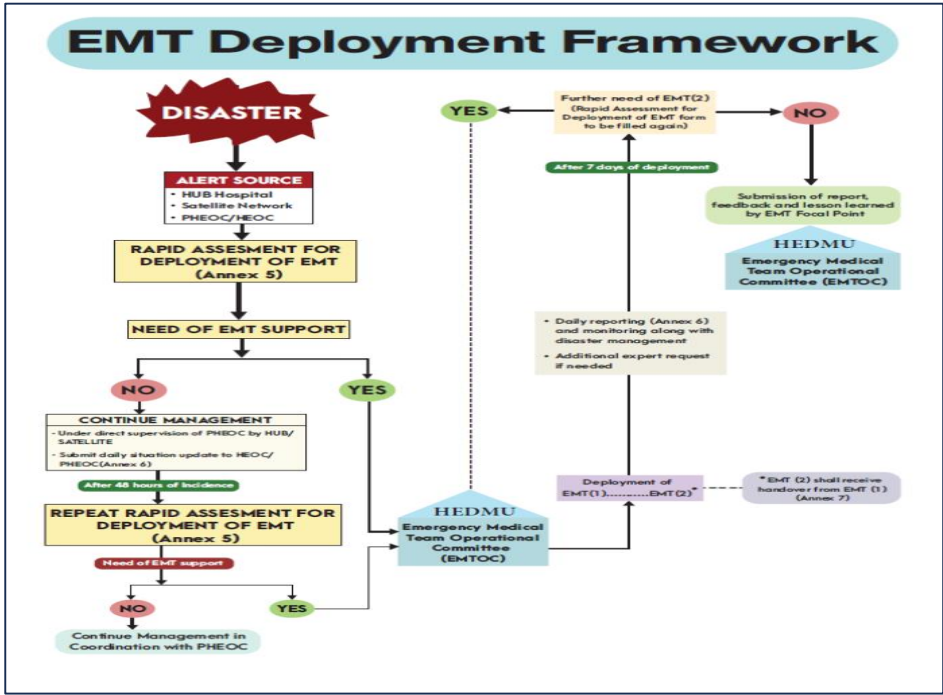 EMT Deployment Framework
DISASTER
ALERT SOURCE
• HUB Hospital
• Satellite Network
• PHEOC/HEOC
RAPID ASSESMENT FOR
DEPLOYMENT OF EMT
(Annex 5)
NEED OF EMT SUPPORT
NO
YES
CONTINUE MANAGEMENT
- Under direct supervision of PHEOC by HUB/
SATELLITE
- Submit daily situation update to HEOC/
PHEOC(Annex 6)
After 48 hours of Incidence
REPEAT RAPID ASSESMENT FOR
DEPLOYMENT OF EMT
(Annex 5)
Need of EMT support
NO
YES
Continue Management in
Coordination with PHEOC
HEDMU
Emergency Medical
Team Operational
Committee
(EMTOC)
Deployment of
EMT(1)...........EMT(2)*
*EMT (2) shall receive
handover from EMT (1)
(Annex 7)
• Daily reporting (Annex 6)
and monitoring along with
disaster management
• Additional expert request
if needed
After 7 days of deployment
Further need of EMT(2)
(Rapid Assessment for
Deployment of EMT form
to be filled again)
YES
NO
Submission of report,
feedback and lesson learned
by EMT Focal Point
HEDMU
Emergency Medical
Team Operational
Committee (EMTOC)